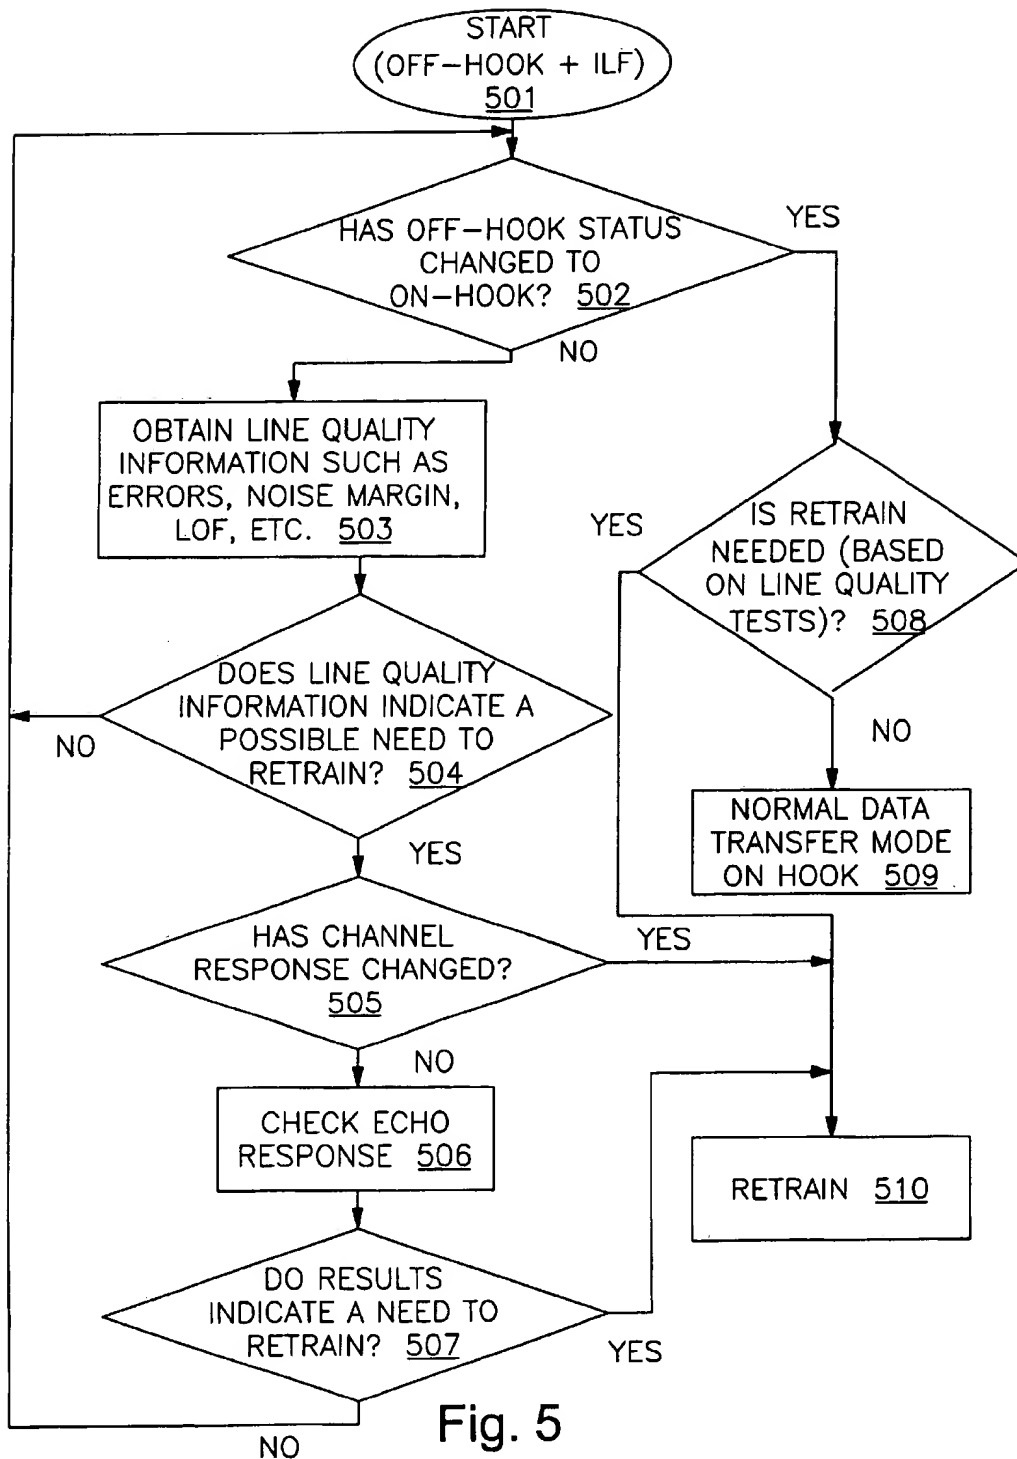 START
(OFF-HOOK + ILF)
501
HAS OFF-HOOK STATUS
CHANGED TO
ON-HOOK? 502
YES
NO
OBTAIN LINE QUALITY
INFORMATION SUCH AS
ERRORS, NOISE MARGIN,
LOF, ETC. 503
YES
IS RETRAIN
NEEDED (BASED
ON LINE QUALITY
TESTS)? 508
DOES LINE QUALITY
INFORMATION INDICATE A
POSSIBLE NEED TO
RETRAIN? 504
NO
YES
NO
NORMAL DATA
TRANSFER MODE
ON HOOK 509
HAS CHANNEL
RESPONSE CHANGED?
505
YES
NO
CHECK ECHO
RESPONSE 506
RETRAIN 510
DO RESULTS
INDICATE A NEED TO
RETRAIN? 507
YES
NO
Fig. 5